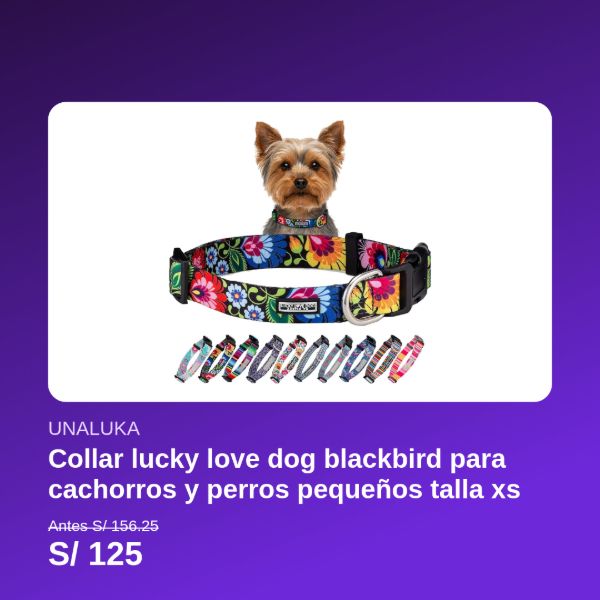 UNALUKA
Collar lucky love dog blackbird para
cachorros y perros pequeños talla xs
Antes S/ 156.25
S/ 125